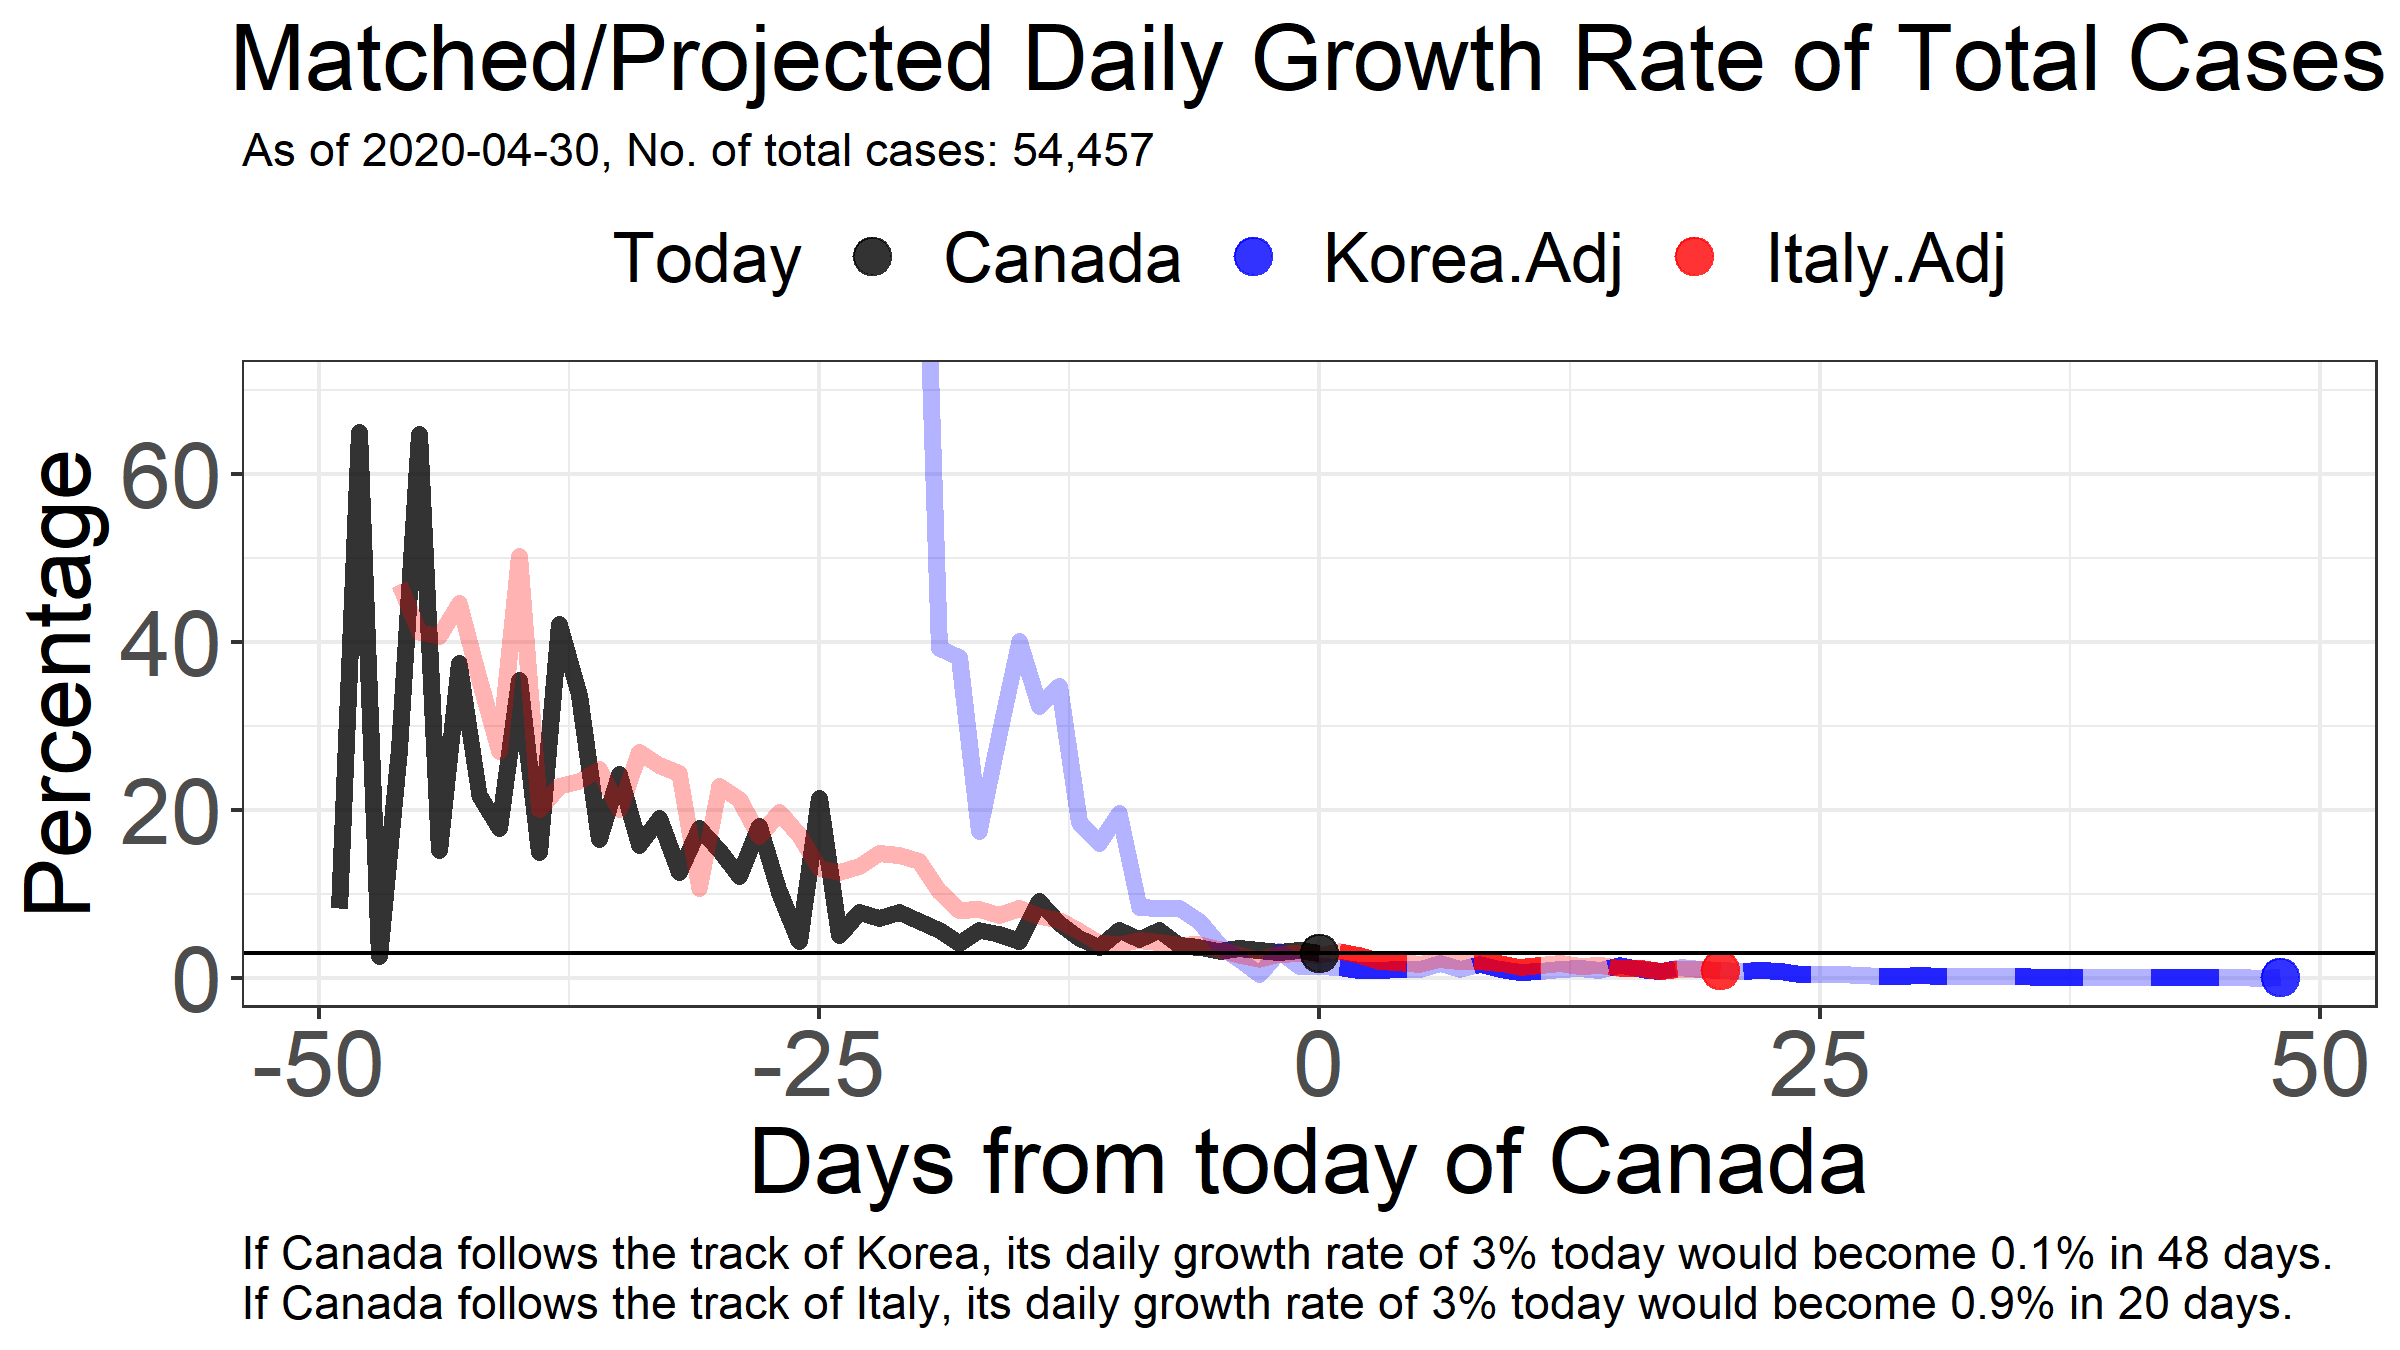 Matched/Projected Daily Growth Rate of Total Cases
As of 2020-04-30, No. of total cases: 54,457
Today Canada Korea.Adj Italy.Adj
Percentage
60
40
20
0
-50 -25 0 25 50
Days from today of Canada
If Canada follows the track of Korea, its daily growth rate of 3% today would become 0.1% in 48 days.
If Canada follows the track of Italy, its daily growth rate of 3% today would become 0.9% in 20 days.